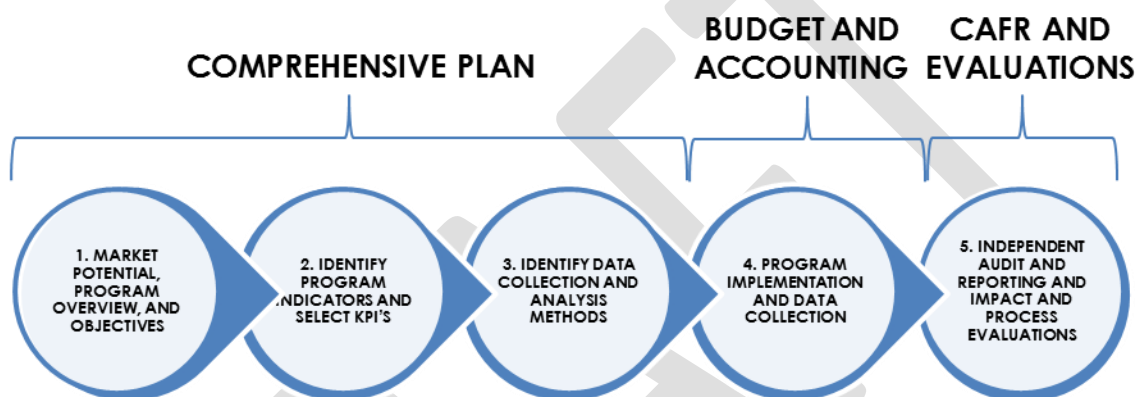 COMPREHENSIVE PLAN
BUDGET AND
ACCOUNTING
CAFR AND
EVALUATIONS
1. MARKET
POTENTIAL,
PROGRAM
OVERVIEW, AND
OBJECTIVES
2. IDENTIFY
PROGRAM
INDICATORS AND
SELECT KPI'S
3. IDENTIFY DATA
COLLECTION AND
ANALYSIS
METHODS
4. PROGRAM
IMPLEMENTATION
AND DATA
COLLECTION
5. INDEPENDENT
AUDIT AND
REPORTING AND
IMPACT AND
PROCESS
EVALUATIONS